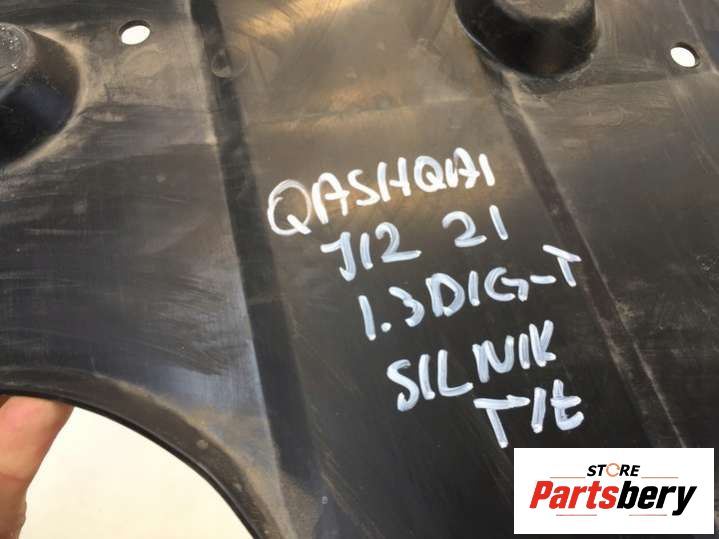 QASHQAI
J12 21
1.3DIG-T
SILNIK
T/t
STORE
Partsbery